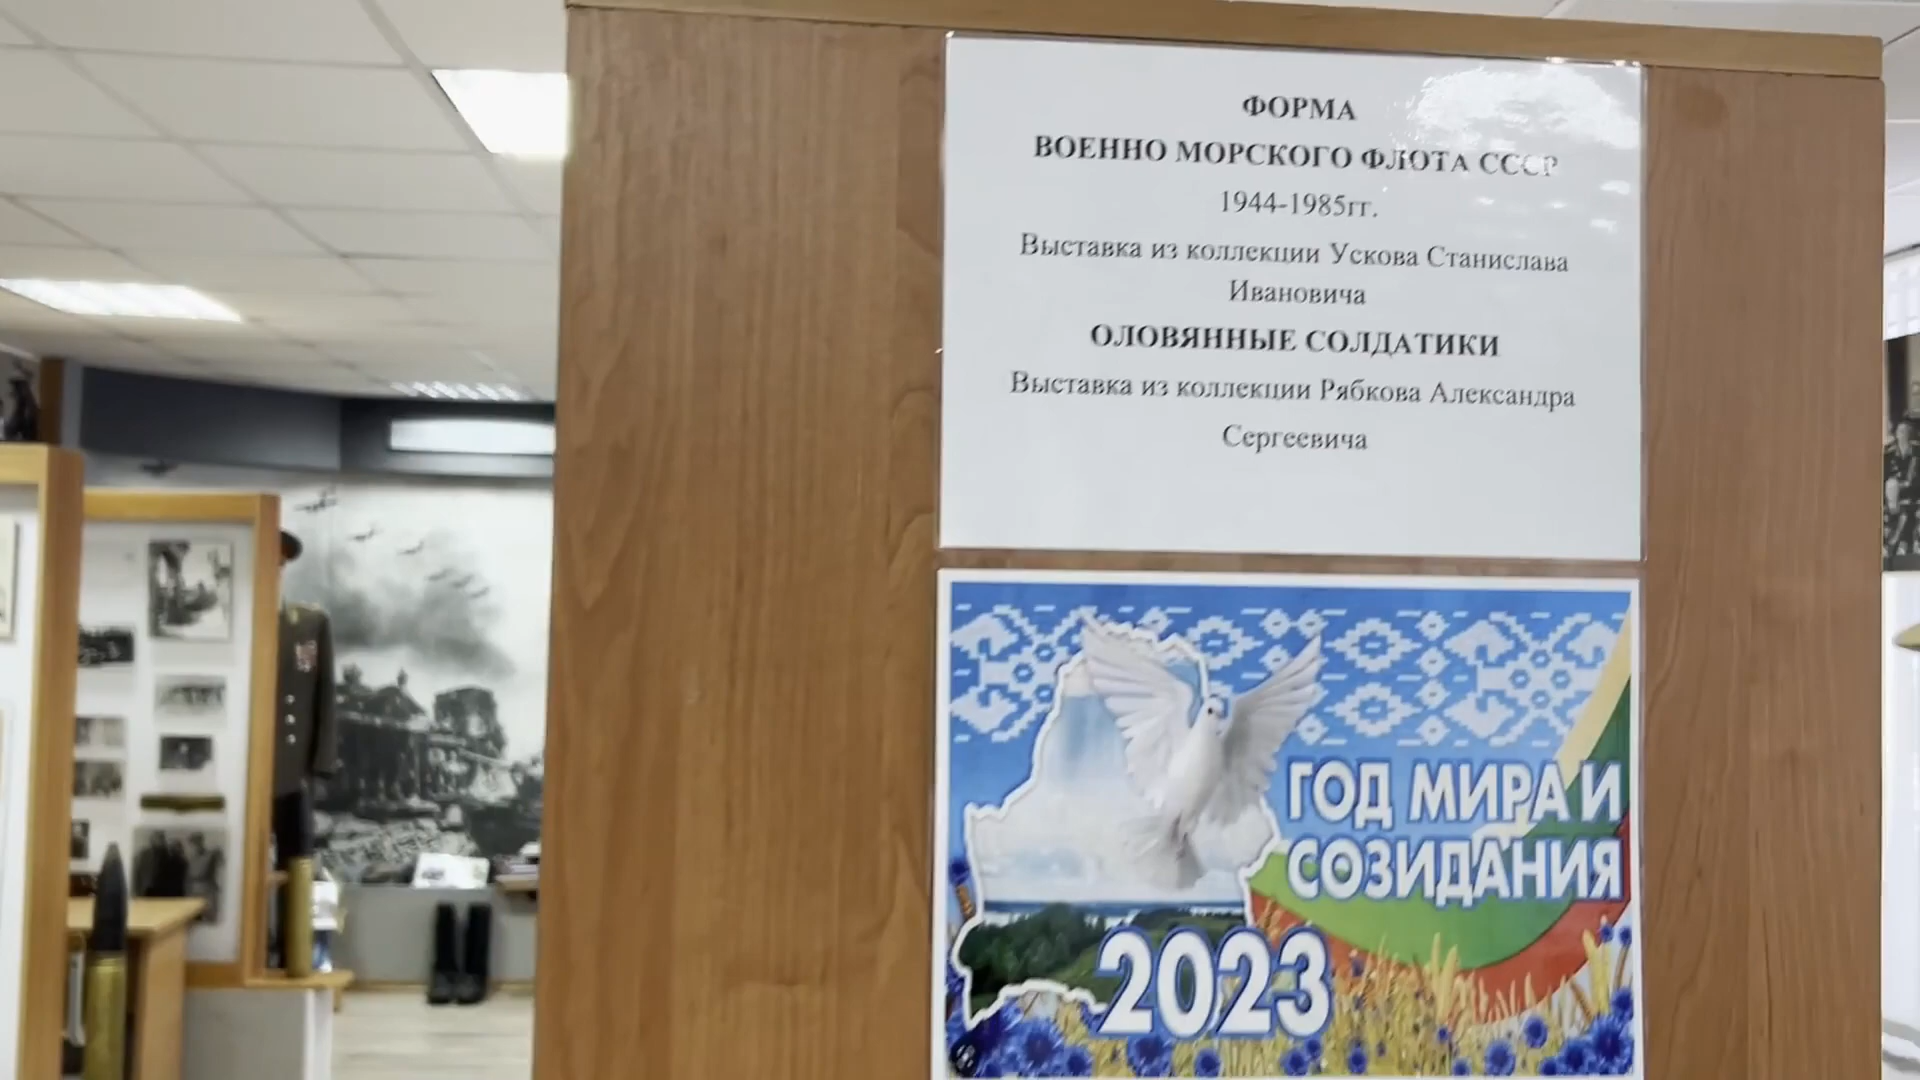 ФОРМА
ВОЕННО МОРСКОГО ФЛОТА СССР
1944-1985гг.
Выставка из коллекции Ускова Станислава
Ивановича
ОЛОВЯННЫЕ СОЛДАТИКИ
Выставка из коллекции Рябкова Александра
Сергеевича
ГОД МИРА И
СОЗИДАНИЯ
2023